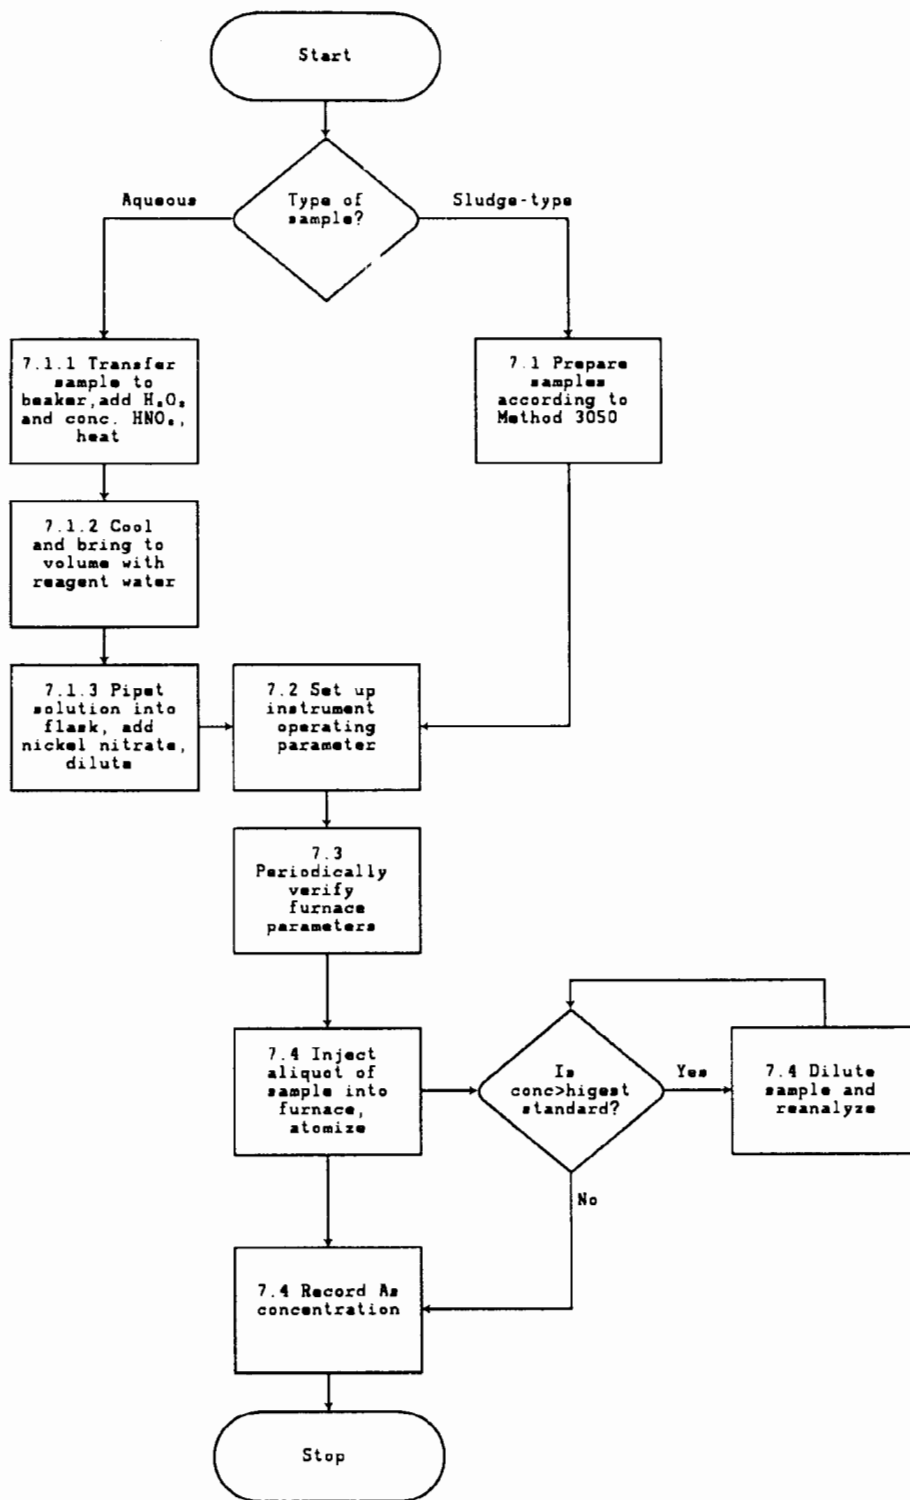 Start
Type of
sample?
Aqueous
Sludge-type
7.1.1 Transfer
sample to
beaker, add H₂O₂
and conc. HNO₃,
heat
7.1 Prepare
samples
according to
Method 3050
7.1.2 Cool
and bring to
volume with
reagent water
7.1.3 Pipet
solution into
flask, add
nickel nitrate,
dilute
7.2 Set up
instrument
operating
parameter
7.3
Periodically
verify
furnace
parameters
7.4 Inject
aliquot of
sample into
furnace,
atomize
Is
conc>higest
standard?
Yes
7.4 Dilute
sample and
reanalyze
No
7.4 Record As
concentration
Stop